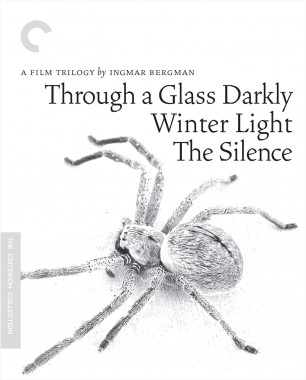 A FILM TRILOGY by INGMAR BERGMAN
Through a Glass Darkly
Winter Light
The Silence
THE CRITERION COLLECTION